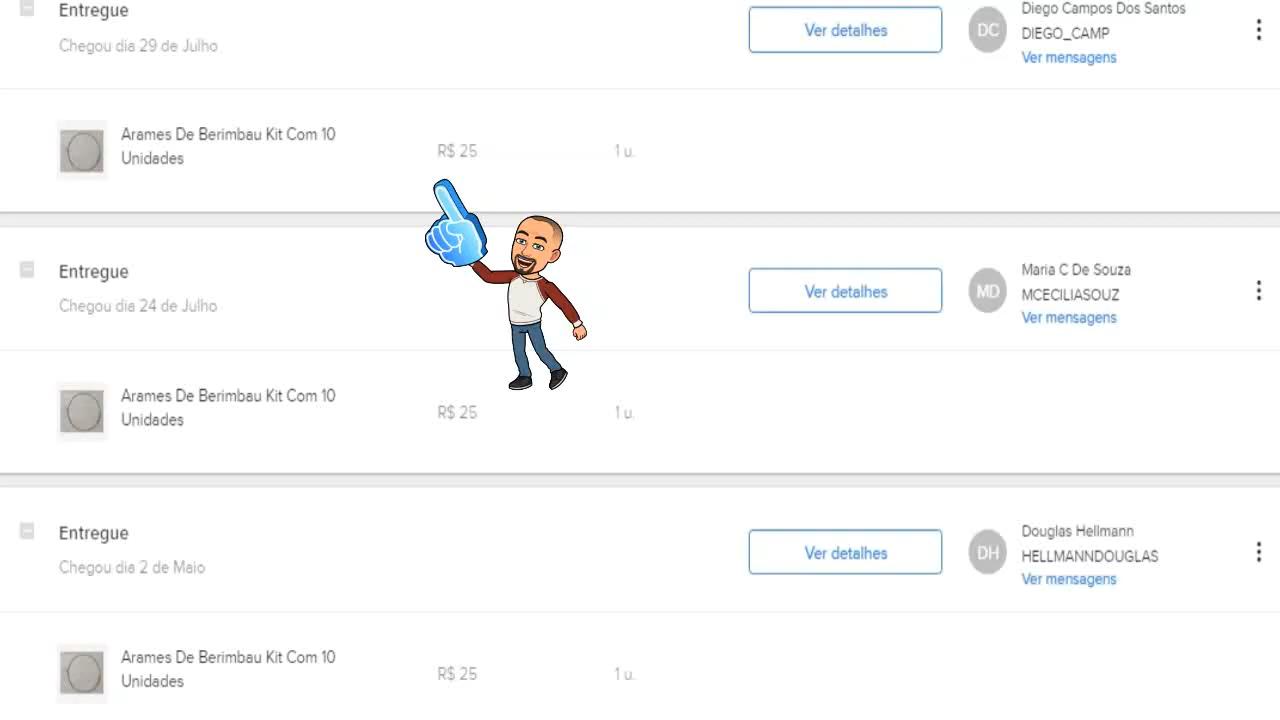 Entregue
Chegou dia 29 de Julho
Ver detalhes
DC
Diego Campos Dos Santos
DIEGO_CAMP
Ver mensagens
Arames De Berimbau Kit Com 10
Unidades
R$ 25
1 u.
Entregue
Chegou dia 24 de Julho
Ver detalhes
MD
Maria C De Souza
MCECILIASOUZ
Ver mensagens
Arames De Berimbau Kit Com 10
Unidades
R$ 25
1 u.
Entregue
Chegou dia 2 de Maio
Ver detalhes
DH
Douglas Hellmann
HELLMANNDOUGLAS
Ver mensagens
Arames De Berimbau Kit Com 10
Unidades
R$ 25
1 u.